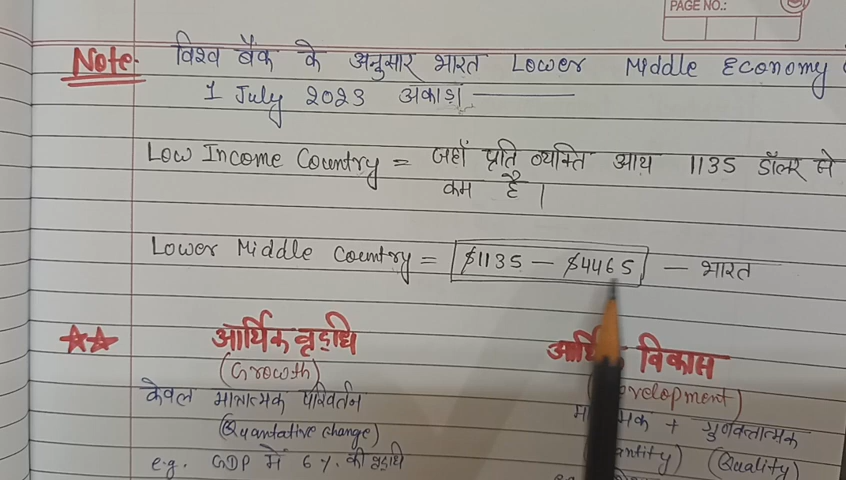 PAGE NO.:
Note- विश्व बैंक के अनुसार भारत Lower Middle Economy
1 July 2023 अकाश
Low Income Country = जहाँ प्रति व्यक्ति आय 1135 डॉलर से
कम है।
Lower Middle Country = $1135 – $4465 – भारत
आर्थिक वृद्धि
(Growth)
केवल मात्रात्मक परिवर्तन
(Quantative change)
e.g. GDP में 6%. की वृद्धि
विकास
गुणवत्तात्मक
(Quality)